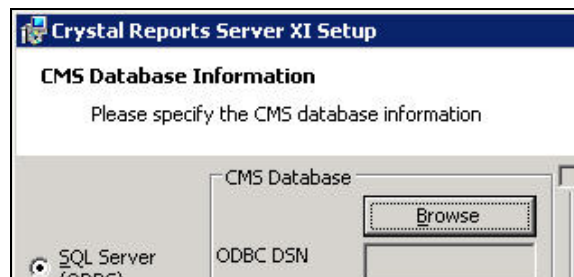 Crystal Reports Server XI Setup
CMS Database Information
Please specify the CMS database information
CMS Database
Browse
SQL Server
ODBC DSN
(ODBC)